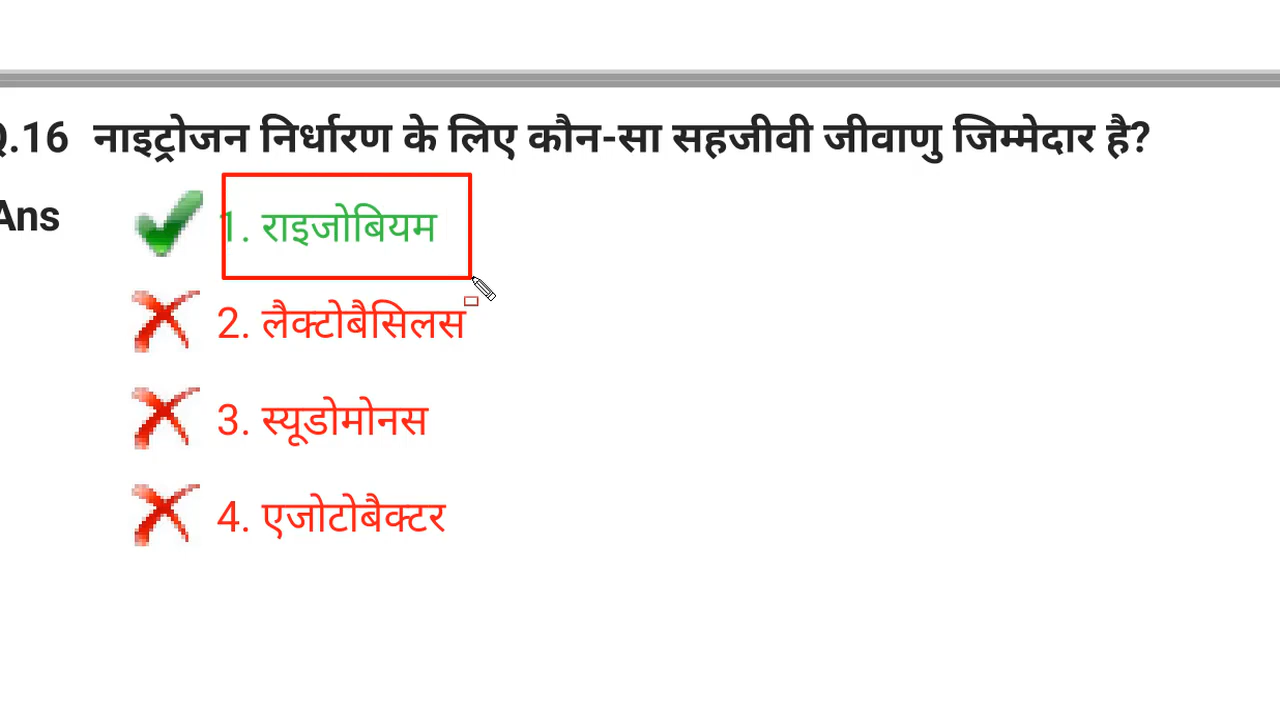 Q.16 नाइट्रोजन निर्धारण के लिए कौन-सा सहजीवी जीवाणु जिम्मेदार है?
Ans 1. राइजोबियम
2. लैक्टोबैसिलस
3. स्यूडोमोनस
4. एजोटोबैक्टर